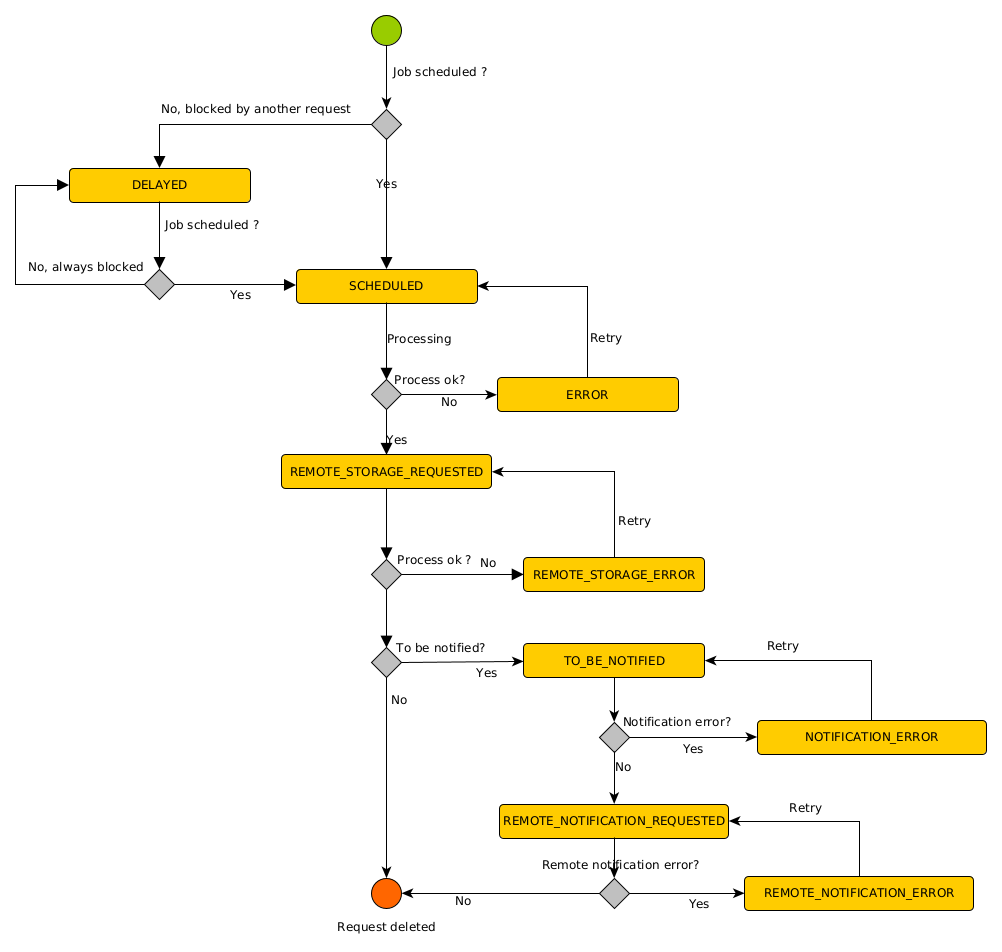 Job scheduled ?
No, blocked by another request
DELAYED
Yes
Job scheduled ?
No, always blocked
Yes
SCHEDULED
Processing
Retry
Process ok?
No
ERROR
Yes
REMOTE_STORAGE_REQUESTED
Retry
Process ok ?
No
REMOTE_STORAGE_ERROR
To be notified?
Yes
TO_BE_NOTIFIED
Retry
No
Notification error?
Yes
NOTIFICATION_ERROR
No
REMOTE_NOTIFICATION_REQUESTED
Retry
Remote notification error?
No
Yes
REMOTE_NOTIFICATION_ERROR
Request deleted